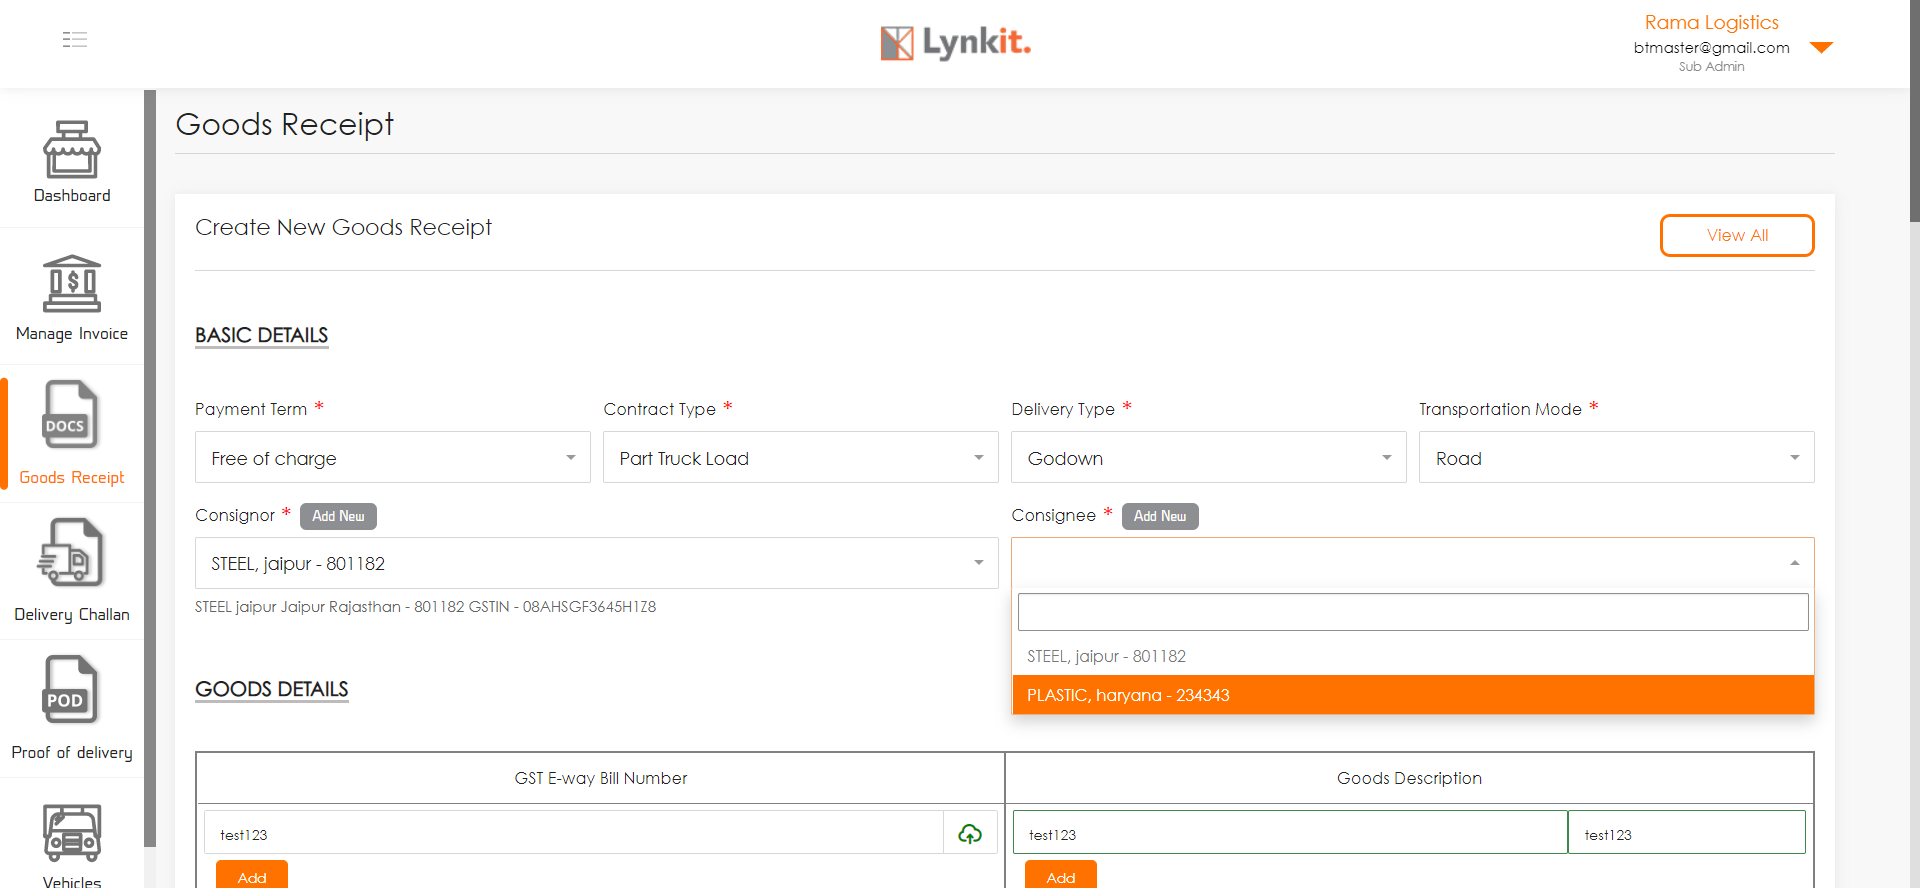 Lynkit.
Rama Logistics
btmaster@gmail.com
Sub Admin
Dashboard
Manage Invoice
DOCS
Goods Receipt
Delivery Challan
POD
Proof of delivery
Vehicles
Goods Receipt
Create New Goods Receipt
View All
BASIC DETAILS
Payment Term * Contract Type * Delivery Type * Transportation Mode *
Free of charge Part Truck Load Godown Road
Consignor * Add New Consignee * Add New
STEEL, jaipur - 801182
STEEL jaipur Jaipur Rajasthan - 801182 GSTIN - 08AHSGF3645H1Z8
STEEL, jaipur - 801182
PLASTIC, haryana - 234343
GOODS DETAILS
GST E-way Bill Number Goods Description
test123 test123 test123
Add Add